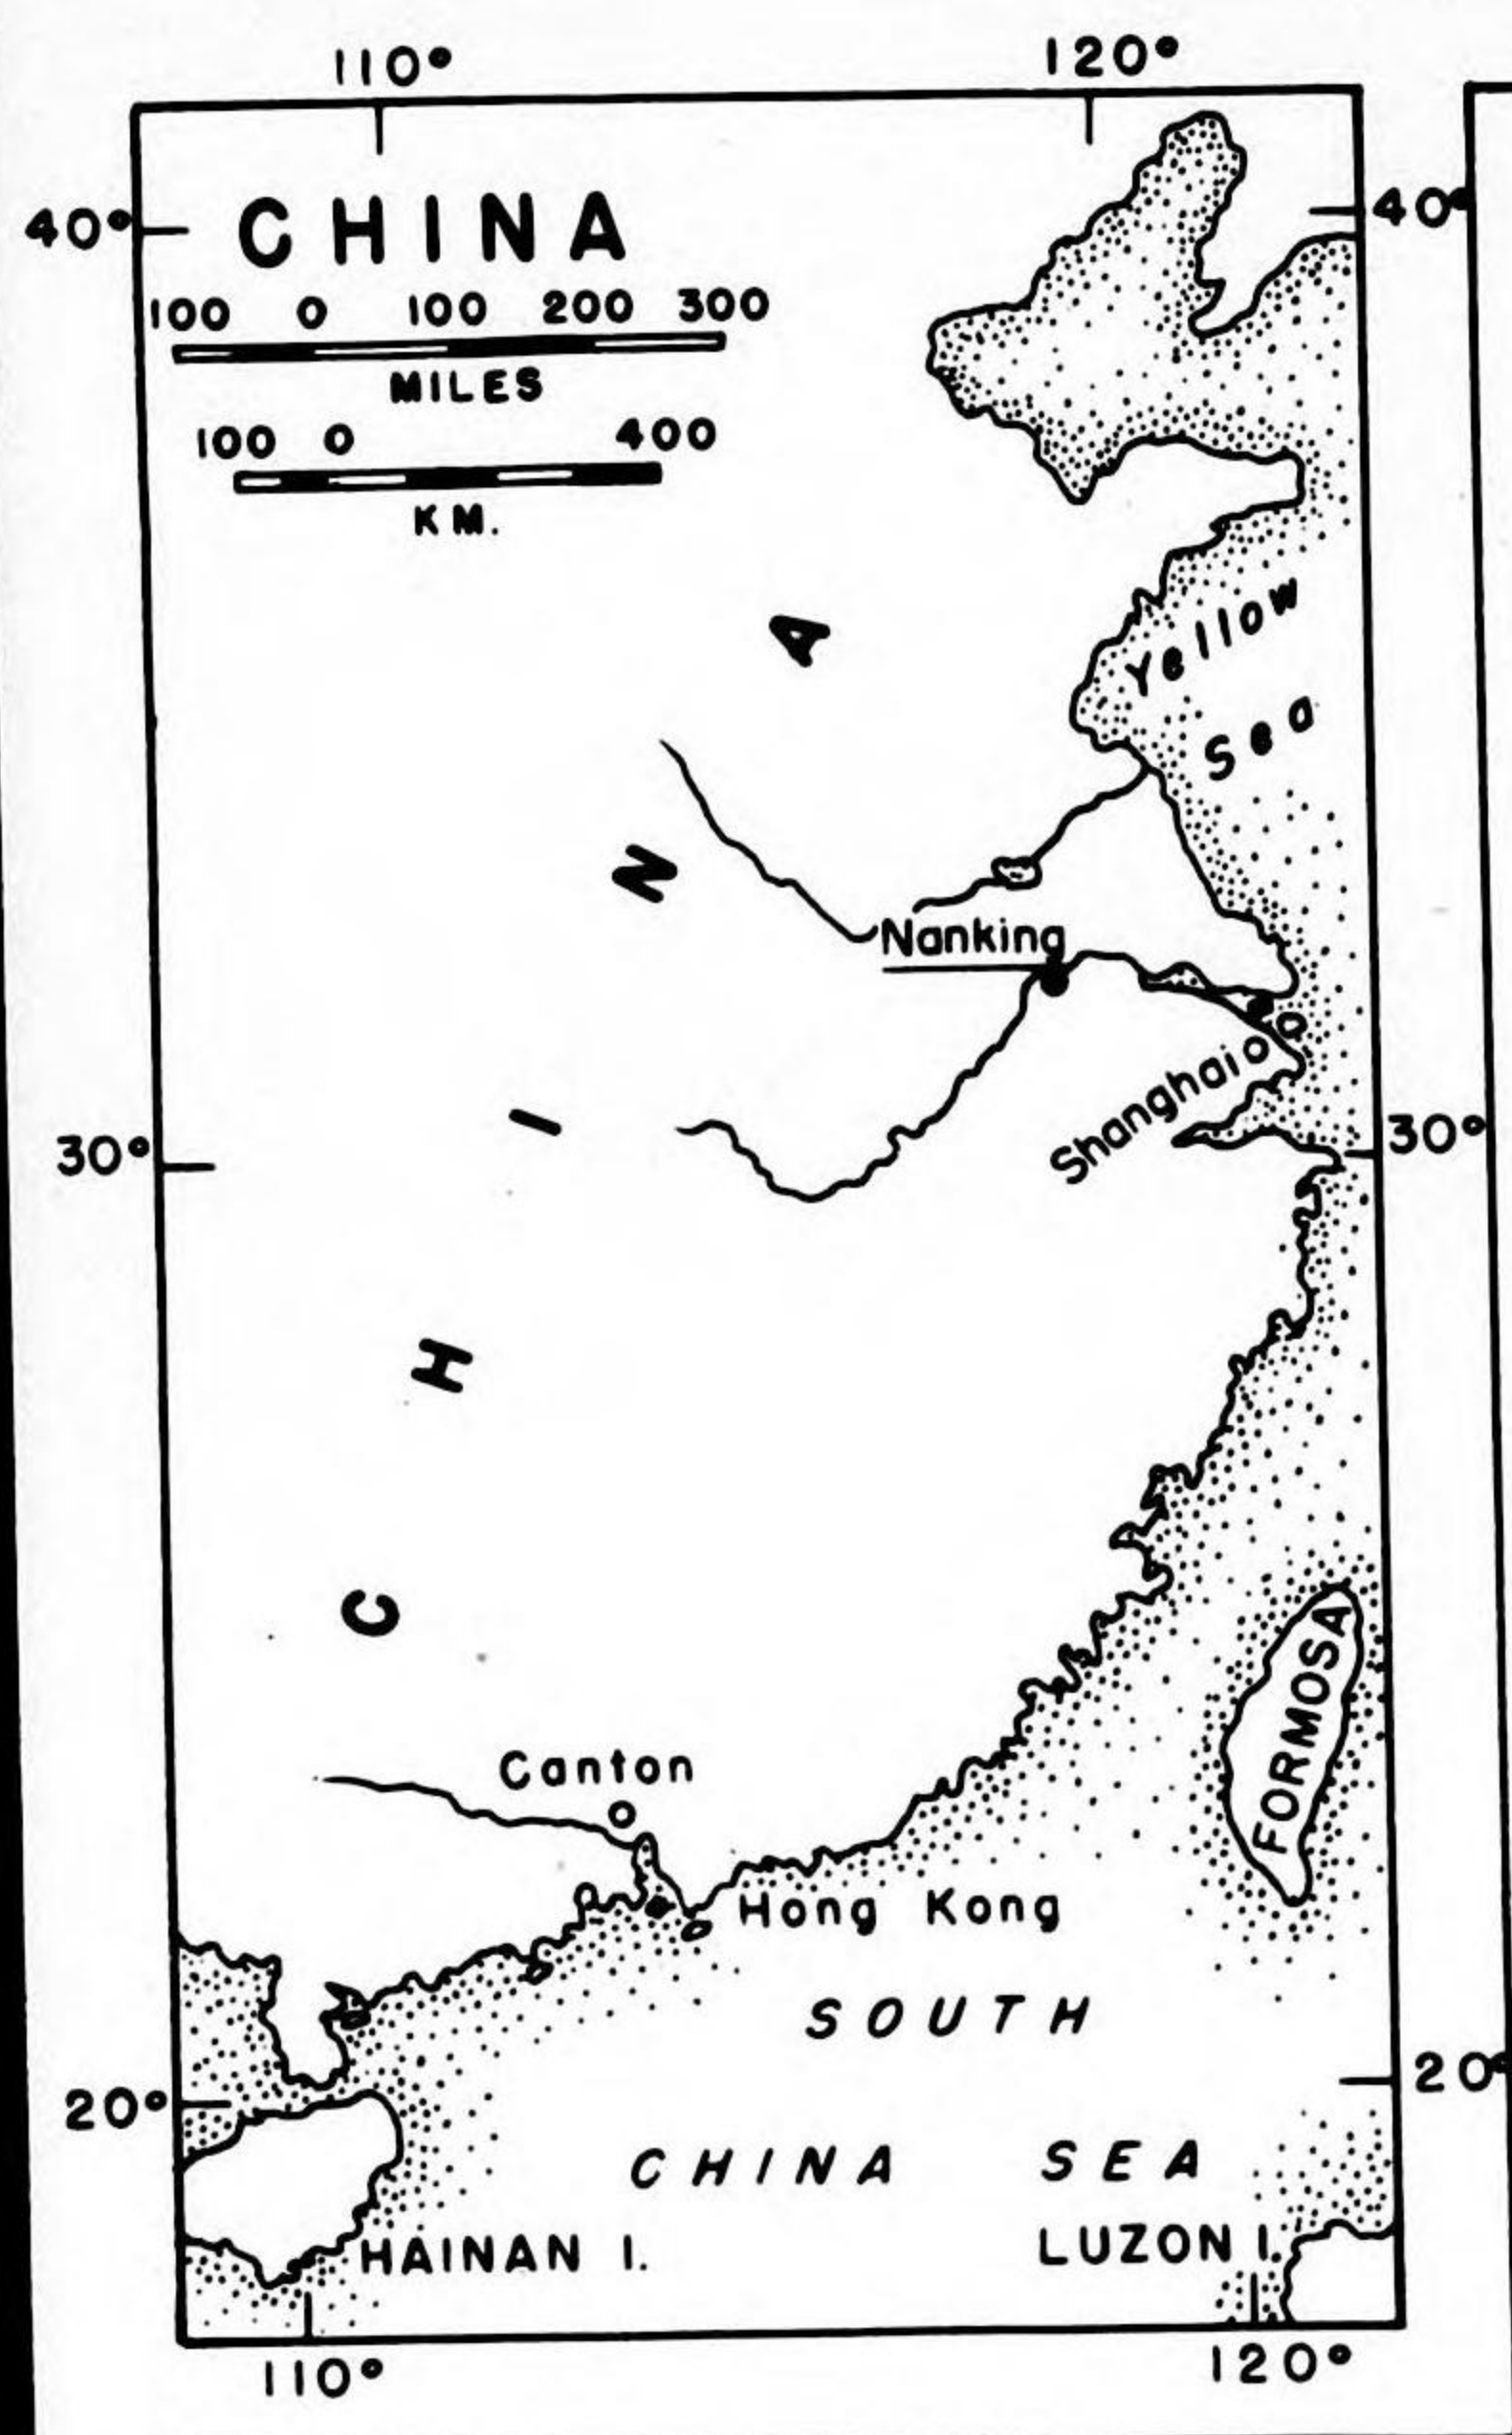 110° 120°
40° 40°
CHINA
100 0 100 200 300
MILES
100 0 400
KM.
Yellow
Sea
CHINA
Nanking
Shanghai
30° 30°
FORMOSA
Canton
Hong Kong
SOUTH
20° 20°
CHINA SEA
HAINAN I. LUZON I.
110° 120°